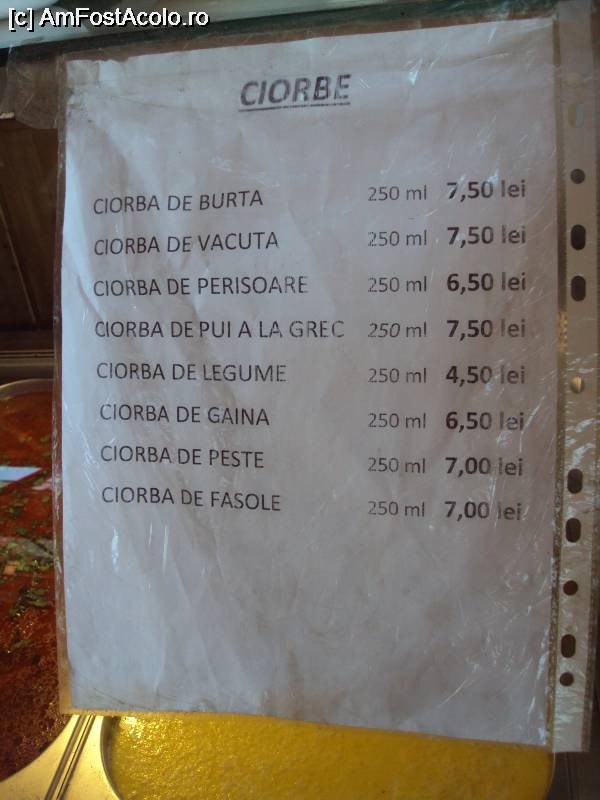 [c] AmFostAcolo.ro
CIORBE
CIORBA DE BURTA 250 ml 7,50 lei
CIORBA DE VACUTA 250 ml 7,50 lei
CIORBA DE PERISOARE 250 ml 6,50 lei
CIORBA DE PUI A LA GREC 250 ml 7,50 lei
CIORBA DE LEGUME 250 ml 4,50 lei
CIORBA DE GAINA 250 ml 6,50 lei
CIORBA DE PESTE 250 ml 7,00 lei
CIORBA DE FASOLE 250 ml 7,00 lei